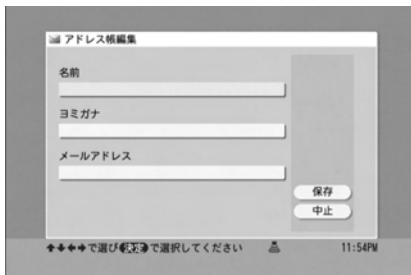 アドレス帳編集
名前
ヨミガナ
メールアドレス
保存
中止
↑↓←→で選び 決定 で選択してください 11:54PM